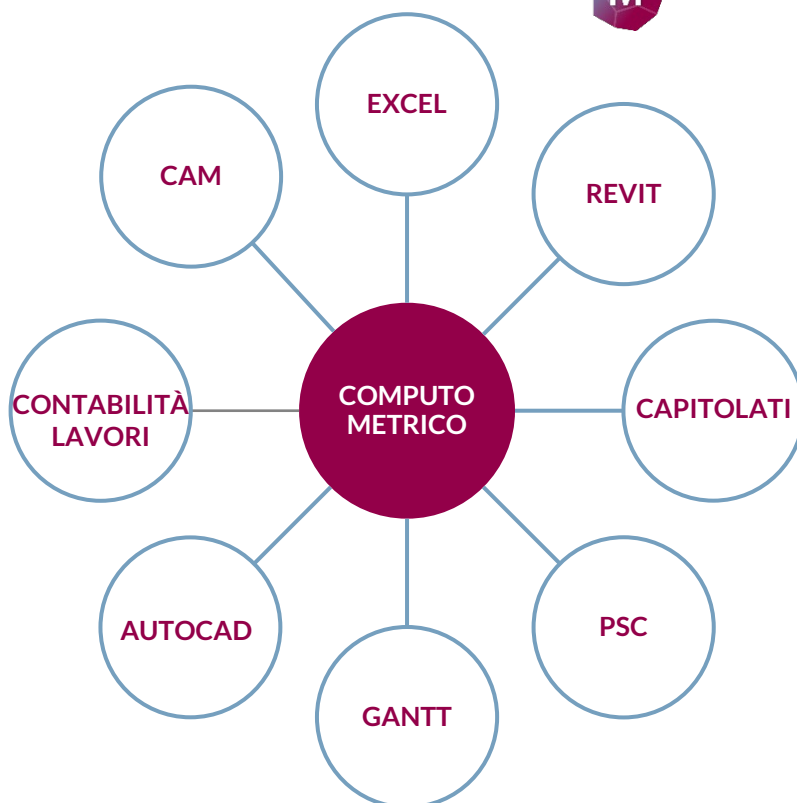 M
EXCEL
CAM
REVIT
COMPUTO
METRICO
CONTABILITÀ
LAVORI
CAPITOLATI
AUTOCAD
PSC
GANTT